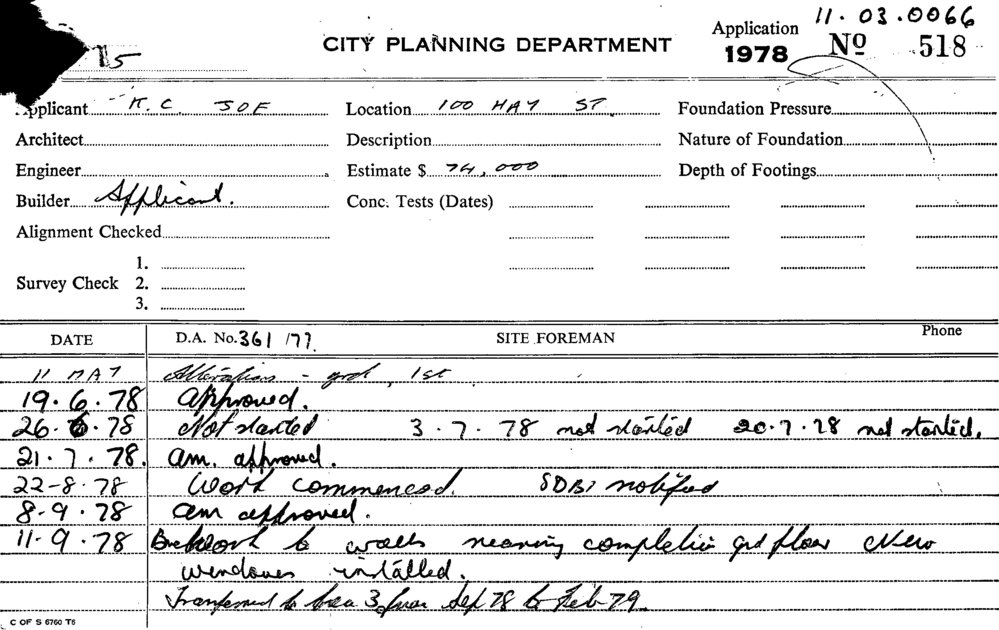 11.03.0066
Application
CITY PLANNING DEPARTMENT 1978 Nº 518
15
Applicant K.C. JOE Location 100 HAY ST. Foundation Pressure
Architect Description Nature of Foundation
Engineer Estimate $ 74,000 Depth of Footings
Builder Applicant. Conc. Tests (Dates)
Alignment Checked
1.
Survey Check 2.
3.
DATE D.A. No. 361/77 SITE FOREMAN Phone
11 MAY Alterations - grd, 1st
19.6.78 Approved.
26.6.78 Not started 3.7.78 not started 20.7.78 not started.
21.7.78. am. approved.
22-8.78 Work commenced. notified
8-9.78 am approved.
11-9.78 Brickwork to walls nearing completion grd floor New
windows installed.
Transferred to Area 3 from Sep 78 to Feb 79
C OF S 6760 T6